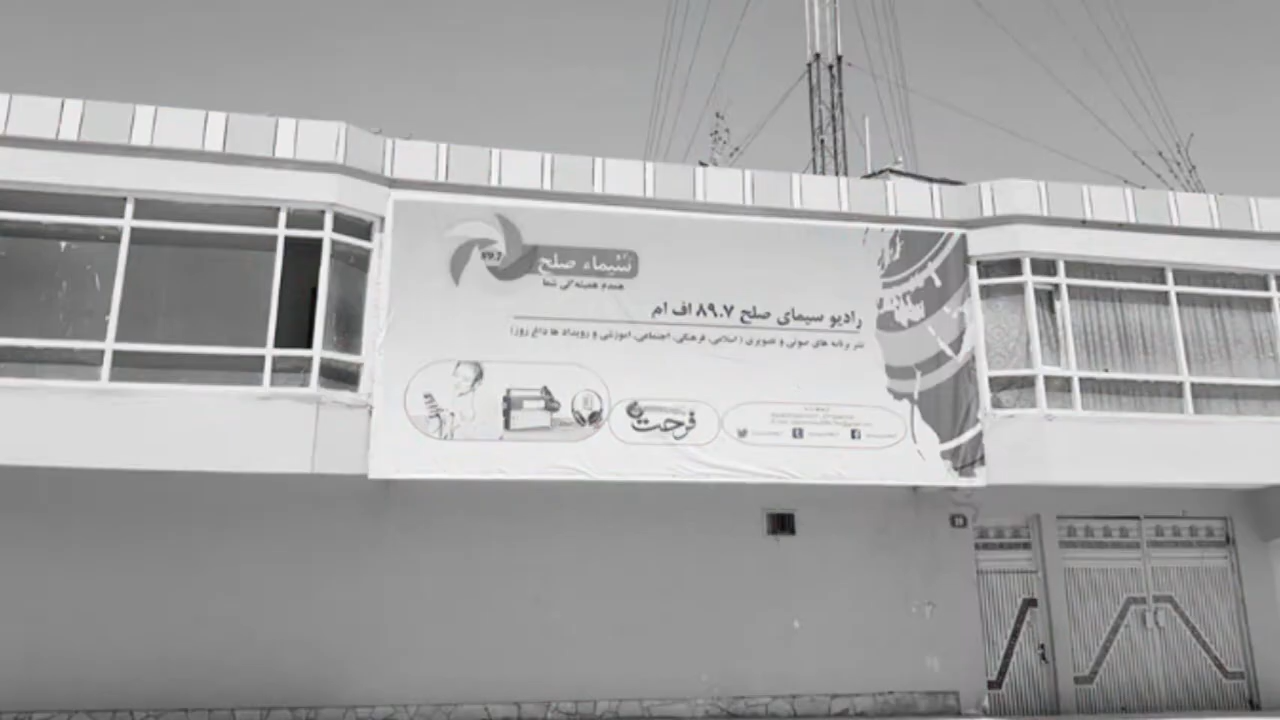 89.7
سیماء صلح
همدم همیشه گی شما
رادیو سیمای صلح ۸۹.۷ اف ام
نشر برنامه های صوتی و تصویری (اسلامی، فرهنگی، اجتماعی، آموزشی و رویداد ها داغ روز)
فرحت